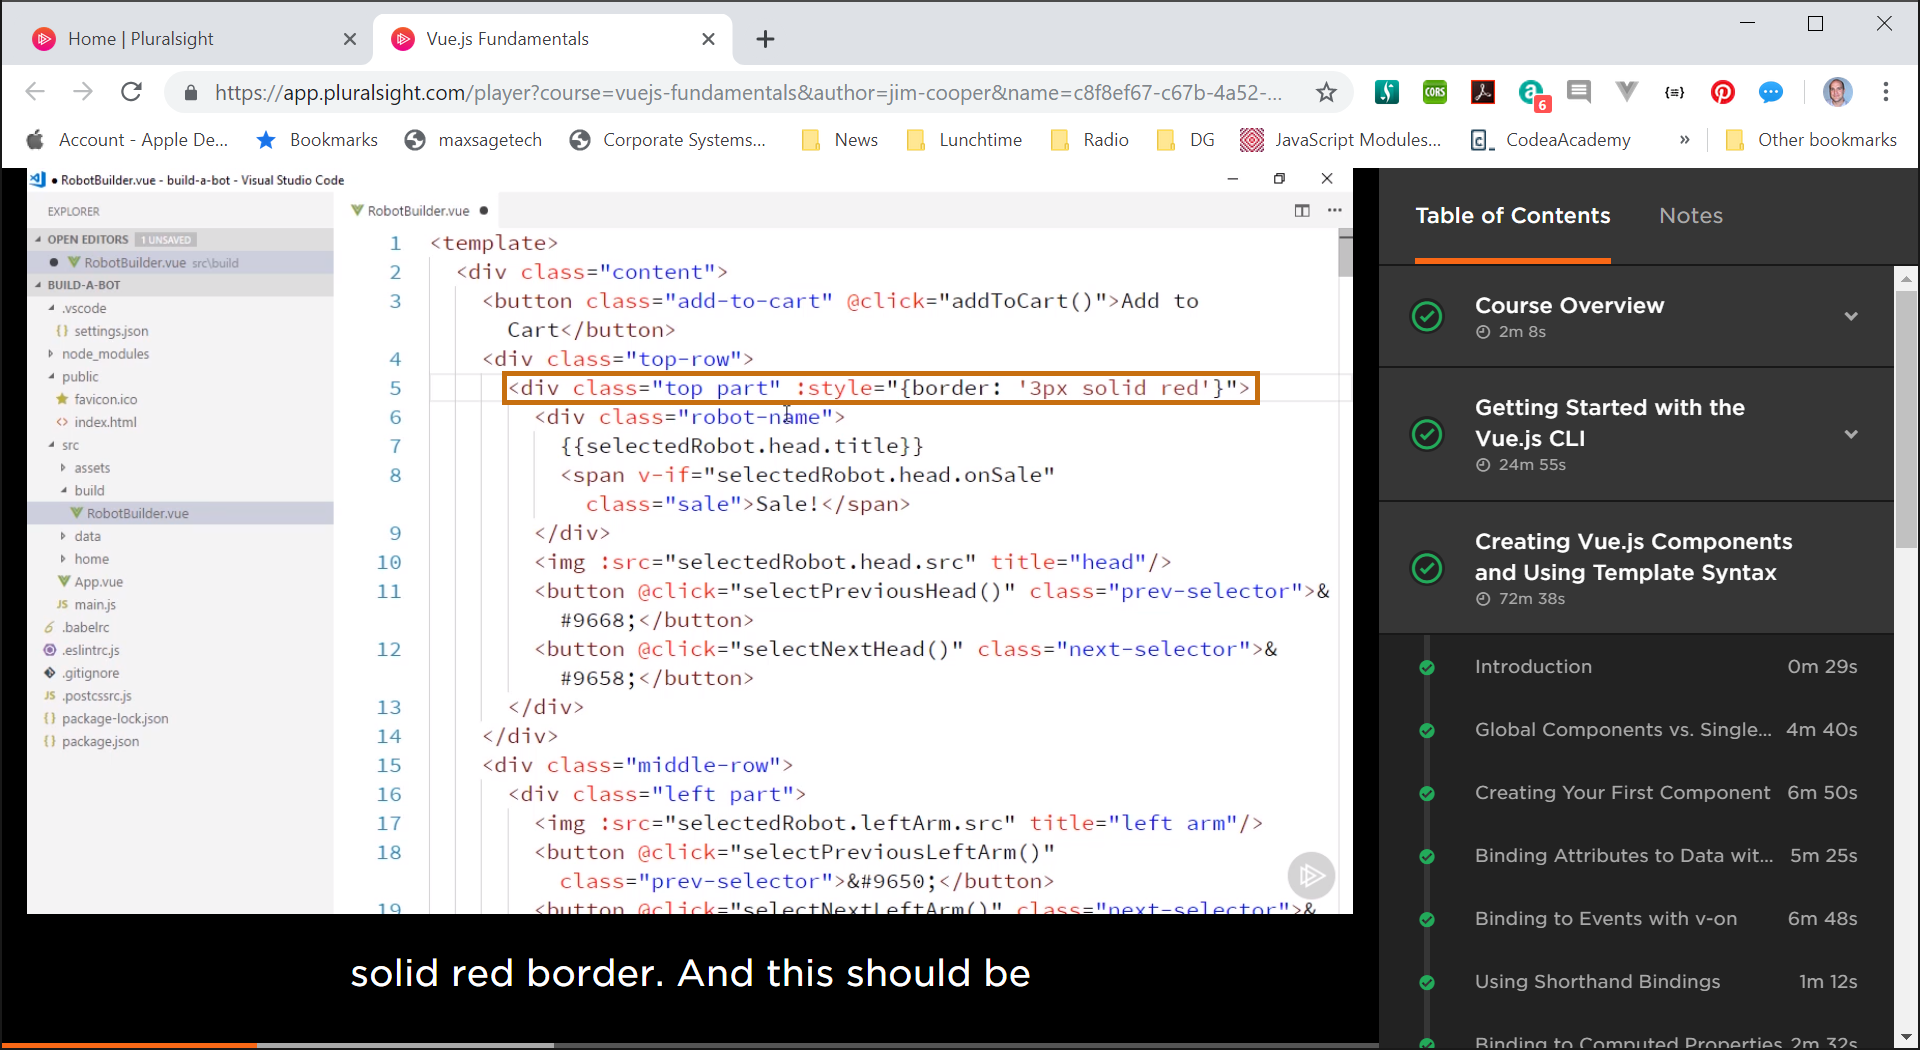 Home | Pluralsight
Vue.js Fundamentals
https://app.pluralsight.com/player?course=vuejs-fundamentals&author=jim-cooper&name=c8f8ef67-c67b-4a52-...
CORS
6
{≡}
Account - Apple De...
Bookmarks
maxsagetech
Corporate Systems...
News
Lunchtime
Radio
DG
JavaScript Modules...
CodeaAcademy
»
Other bookmarks
● RobotBuilder.vue - build-a-bot - Visual Studio Code
EXPLORER
OPEN EDITORS 1 UNSAVED
RobotBuilder.vue src\build
BUILD-A-BOT
.vscode
{} settings.json
node_modules
public
favicon.ico
<> index.html
src
assets
build
RobotBuilder.vue
data
home
App.vue
JS main.js
.babelrc
.eslintrc.js
.gitignore
JS .postcssrc.js
{} package-lock.json
{} package.json
RobotBuilder.vue
1 <template>
2 <div class="content">
3 <button class="add-to-cart" @click="addToCart()">Add to
Cart</button>
4 <div class="top-row">
5 <div class="top part" :style="{border: '3px solid red'}">
6 <div class="robot-name">
7 {{selectedRobot.head.title}}
8 <span v-if="selectedRobot.head.onSale"
class="sale">Sale!</span>
9 </div>
10 <img :src="selectedRobot.head.src" title="head"/>
11 <button @click="selectPreviousHead()" class="prev-selector">&
#9668;</button>
12 <button @click="selectNextHead()" class="next-selector">&
#9658;</button>
13 </div>
14 </div>
15 <div class="middle-row">
16 <div class="left part">
17 <img :src="selectedRobot.leftArm.src" title="left arm"/>
18 <button @click="selectPreviousLeftArm()"
class="prev-selector">&#9650;</button>
19 <button @click="selectNextLeftArm()" class="next-selector">&
solid red border. And this should be
Table of Contents
Notes
Course Overview
2m 8s
Getting Started with the
Vue.js CLI
24m 55s
Creating Vue.js Components
and Using Template Syntax
72m 38s
Introduction 0m 29s
Global Components vs. Single... 4m 40s
Creating Your First Component 6m 50s
Binding Attributes to Data wit... 5m 25s
Binding to Events with v-on 6m 48s
Using Shorthand Bindings 1m 12s
Binding to Computed Properties 2m 32s